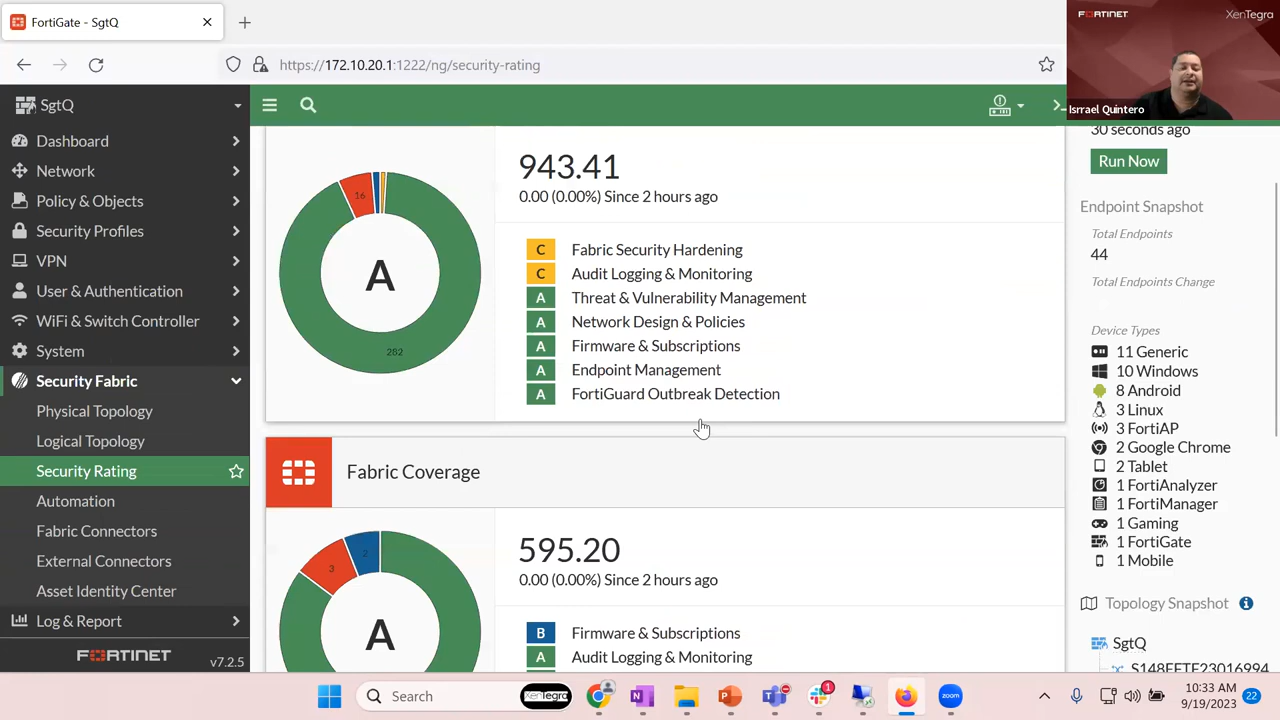 FortiGate - SgtQ
https://172.10.20.1:1222/ng/security-rating
FORTINET
XenTegra
Isrrael Quintero
SgtQ
Dashboard
Network
Policy & Objects
Security Profiles
VPN
User & Authentication
WiFi & Switch Controller
System
Security Fabric
Physical Topology
Logical Topology
Security Rating
Automation
Fabric Connectors
External Connectors
Asset Identity Center
Log & Report
FORTINET
v7.2.5
16
A
282
943.41
0.00 (0.00%) Since 2 hours ago
C Fabric Security Hardening
C Audit Logging & Monitoring
A Threat & Vulnerability Management
A Network Design & Policies
A Firmware & Subscriptions
A Endpoint Management
A FortiGuard Outbreak Detection
Fabric Coverage
2
3
A
595.20
0.00 (0.00%) Since 2 hours ago
B Firmware & Subscriptions
A Audit Logging & Monitoring
30 seconds ago
Run Now
Endpoint Snapshot
Total Endpoints
44
Total Endpoints Change
Device Types
11 Generic
10 Windows
8 Android
3 Linux
3 FortiAP
2 Google Chrome
2 Tablet
1 FortiAnalyzer
1 FortiManager
1 Gaming
1 FortiGate
1 Mobile
Topology Snapshot
SgtQ
S148FFTF23016994
Search
XenTegra
1
zoom
10:33 AM
9/19/2023
22